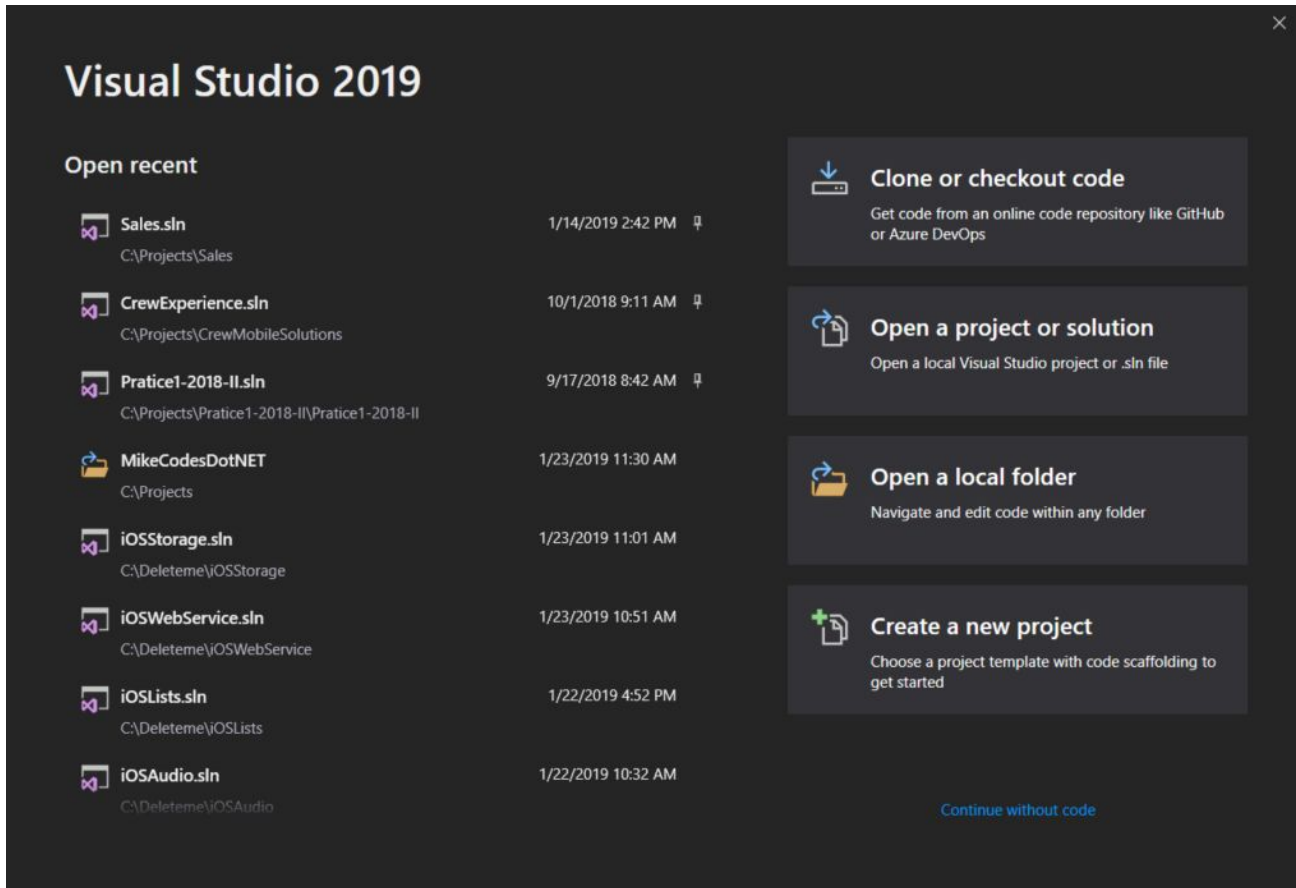 Visual Studio 2019
Open recent
Sales.sln 1/14/2019 2:42 PM
C:\Projects\Sales
CrewExperience.sln 10/1/2018 9:11 AM
C:\Projects\CrewMobileSolutions
Pratice1-2018-II.sln 9/17/2018 8:42 AM
C:\Projects\Pratice1-2018-II\Pratice1-2018-II
MikeCodesDotNET 1/23/2019 11:30 AM
C:\Projects
iOSStorage.sln 1/23/2019 11:01 AM
C:\Deleteme\iOSStorage
iOSWebService.sln 1/23/2019 10:51 AM
C:\Deleteme\iOSWebService
iOSLists.sln 1/22/2019 4:52 PM
C:\Deleteme\iOSLists
iOSAudio.sln 1/22/2019 10:32 AM
C:\Deleteme\iOSAudio
Clone or checkout code
Get code from an online code repository like GitHub
or Azure DevOps
Open a project or solution
Open a local Visual Studio project or .sln file
Open a local folder
Navigate and edit code within any folder
Create a new project
Choose a project template with code scaffolding to
get started
Continue without code